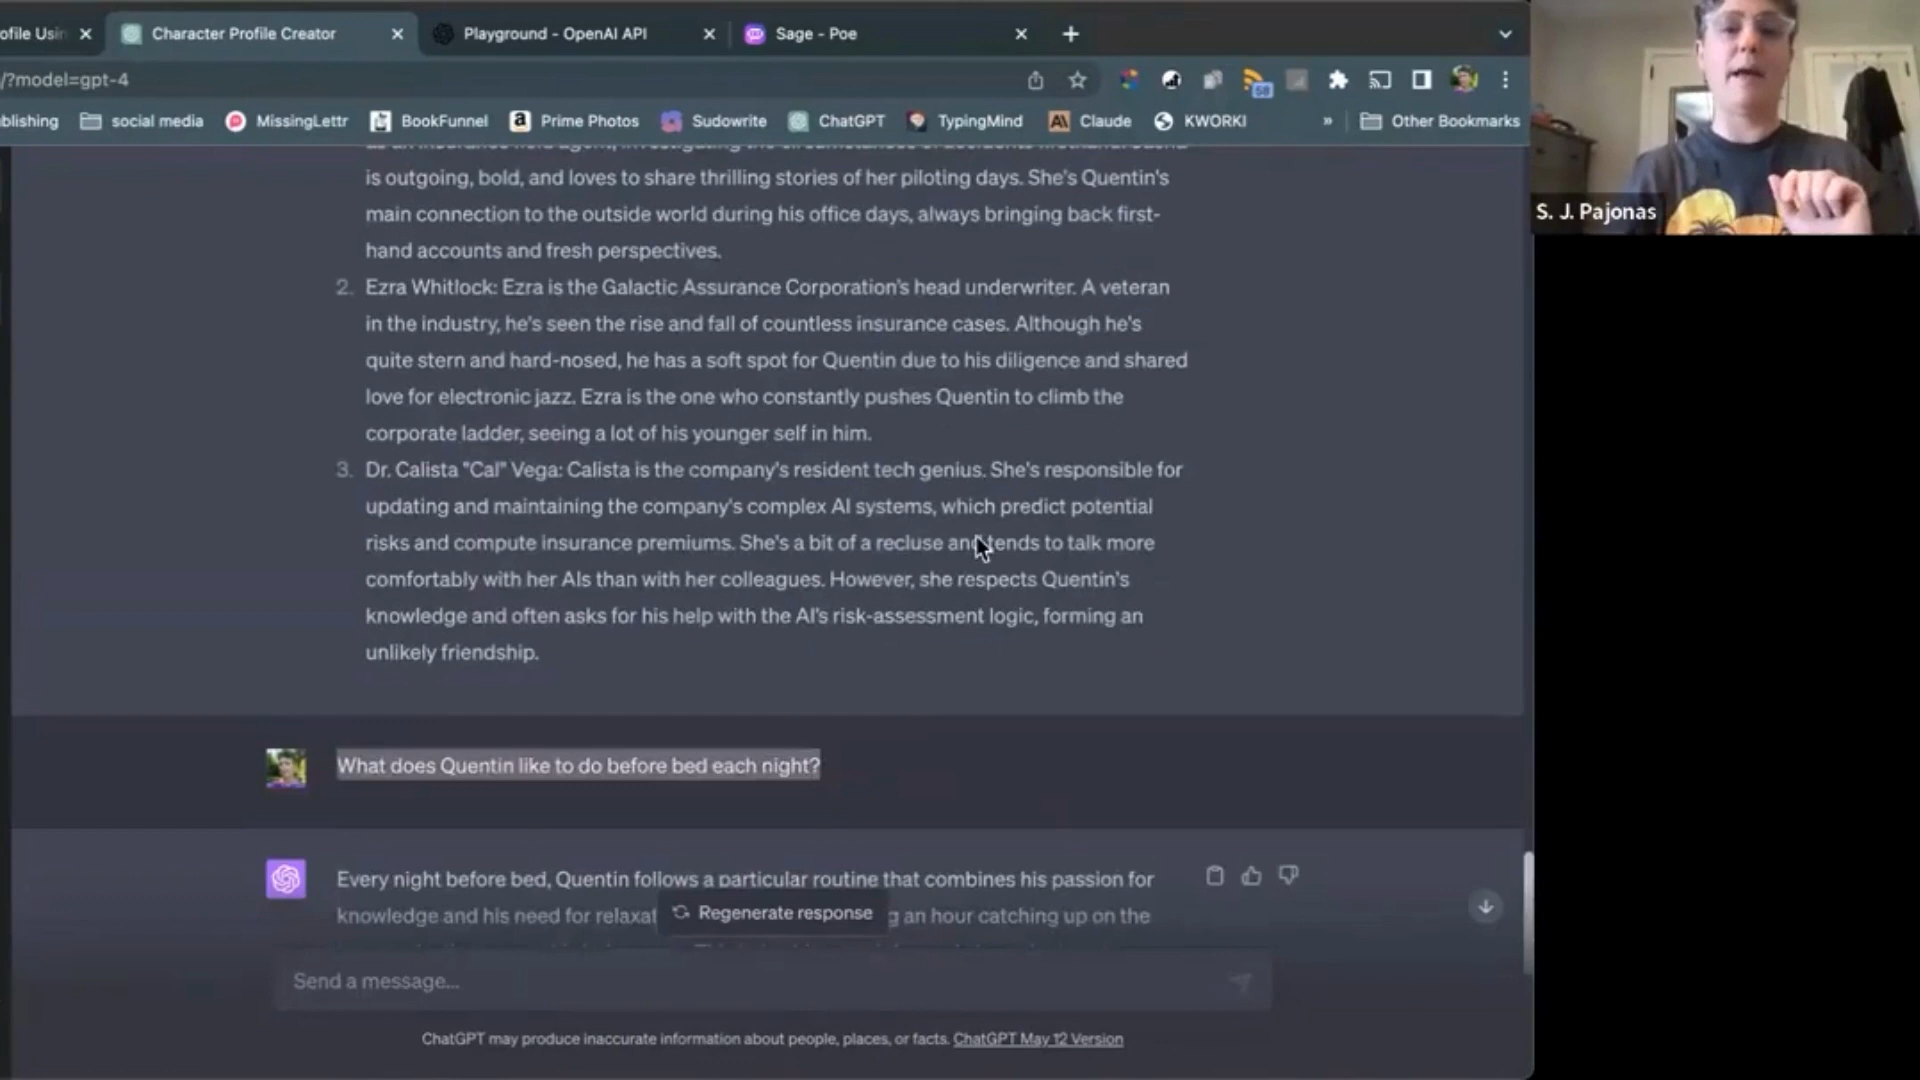 ofile Usin
Character Profile Creator
Playground - OpenAI API
Sage - Poe
/?model=gpt-4
58
blishing
social media
MissingLettr
BookFunnel
Prime Photos
Sudowrite
ChatGPT
TypingMind
Claude
KWORKI
»
Other Bookmarks
S. J. Pajonas
is outgoing, bold, and loves to share thrilling stories of her piloting days. She's Quentin's
main connection to the outside world during his office days, always bringing back first-
hand accounts and fresh perspectives.
2. Ezra Whitlock: Ezra is the Galactic Assurance Corporation's head underwriter. A veteran
in the industry, he's seen the rise and fall of countless insurance cases. Although he's
quite stern and hard-nosed, he has a soft spot for Quentin due to his diligence and shared
love for electronic jazz. Ezra is the one who constantly pushes Quentin to climb the
corporate ladder, seeing a lot of his younger self in him.
3. Dr. Calista "Cal" Vega: Calista is the company's resident tech genius. She's responsible for
updating and maintaining the company's complex AI systems, which predict potential
risks and compute insurance premiums. She's a bit of a recluse and tends to talk more
comfortably with her AIs than with her colleagues. However, she respects Quentin's
knowledge and often asks for his help with the AI's risk-assessment logic, forming an
unlikely friendship.
What does Quentin like to do before bed each night?
Every night before bed, Quentin follows a particular routine that combines his passion for
knowledge and his need for relaxat
Regenerate response
g an hour catching up on the
Send a message...
ChatGPT may produce inaccurate information about people, places, or facts. ChatGPT May 12 Version